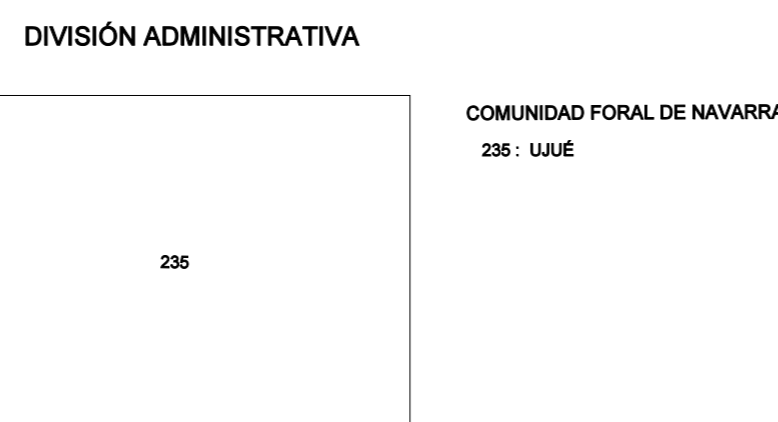 DIVISIÓN ADMINISTRATIVA
COMUNIDAD FORAL DE NAVARRA
235 : UJUÉ
235